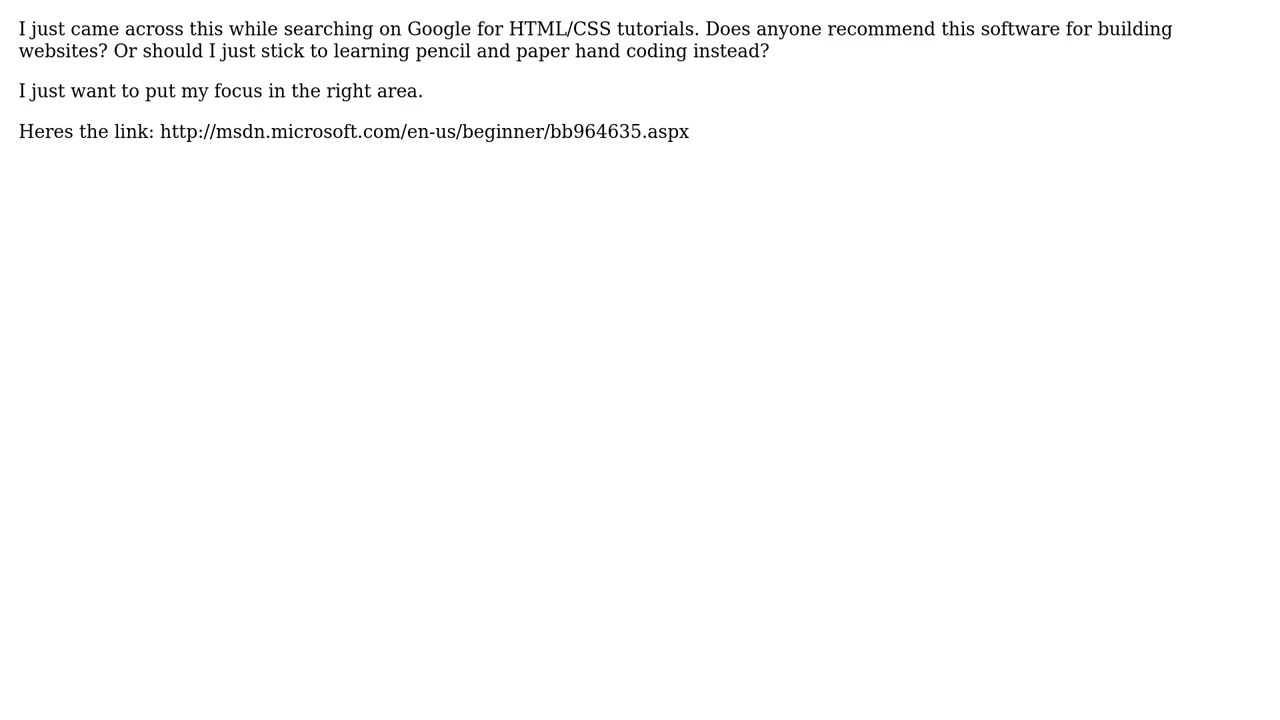 I just came across this while searching on Google for HTML/CSS tutorials. Does anyone recommend this software for building
websites? Or should I just stick to learning pencil and paper hand coding instead?
I just want to put my focus in the right area.
Heres the link: http://msdn.microsoft.com/en-us/beginner/bb964635.aspx